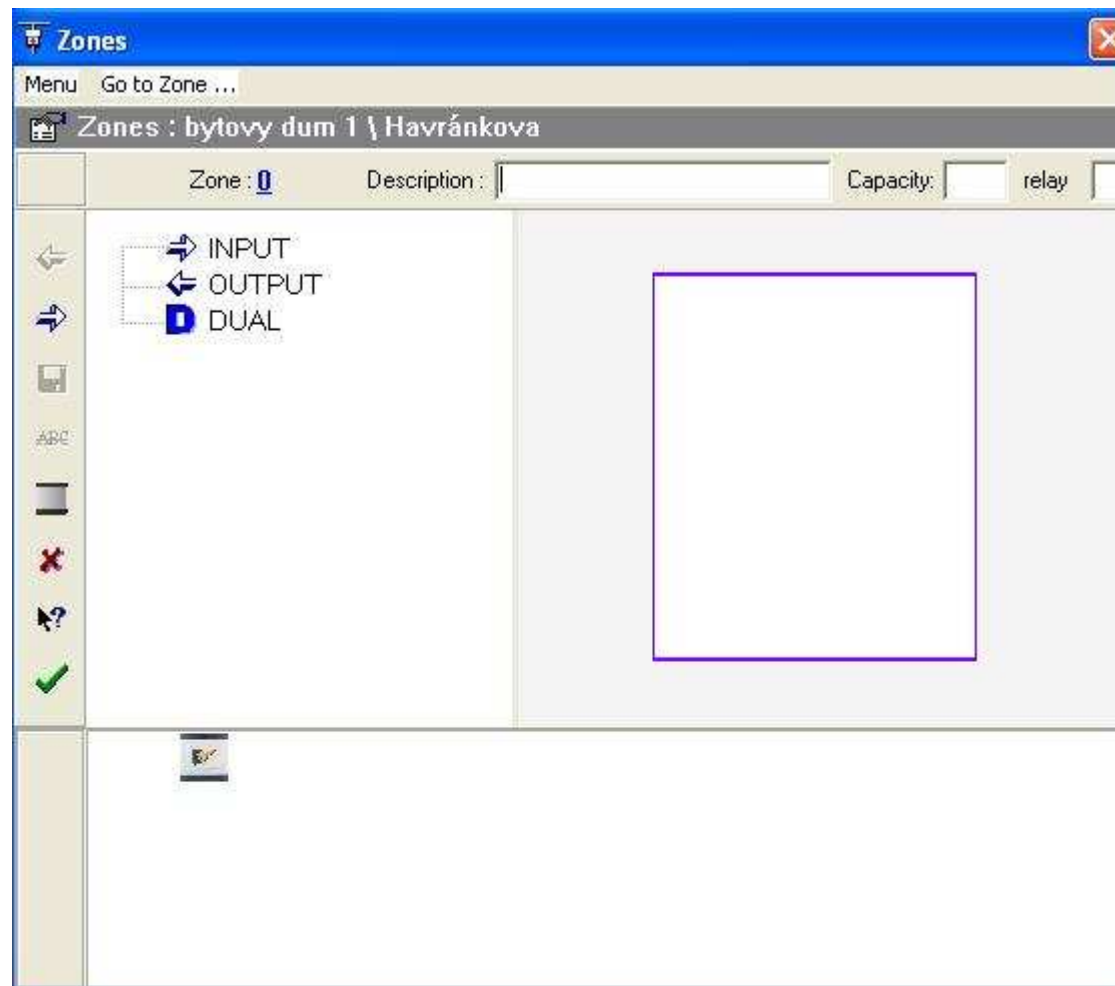 Zones
Menu Go to Zone ...
Zones : bytovy dum 1 \ Havránkova
Zone : 0 Description : Capacity: relay
INPUT
OUTPUT
D DUAL
ABC
?